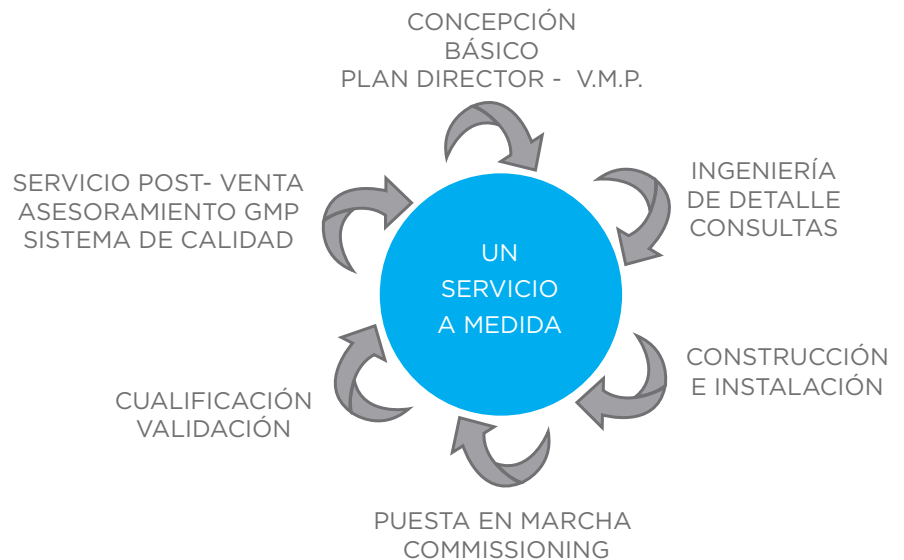 CONCEPCIÓN
BÁSICO
PLAN DIRECTOR - V.M.P.
INGENIERÍA
DE DETALLE
CONSULTAS
CONSTRUCCIÓN
E INSTALACIÓN
PUESTA EN MARCHA
COMMISSIONING
CUALIFICACIÓN
VALIDACIÓN
SERVICIO POST- VENTA
ASESORAMIENTO GMP
SISTEMA DE CALIDAD
UN
SERVICIO
A MEDIDA